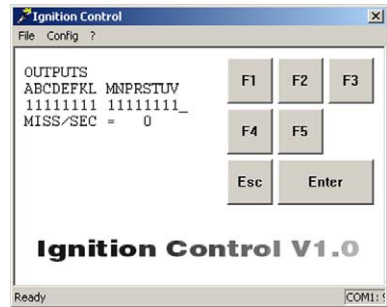 Ignition Control
File Config ?
OUTPUTS
ABCDEFKL MNPRSTUV
11111111 11111111_
MISS/SEC = 0
F1 F2 F3
F4 F5
Esc Enter
Ignition Control V1.0
Ready COM1: